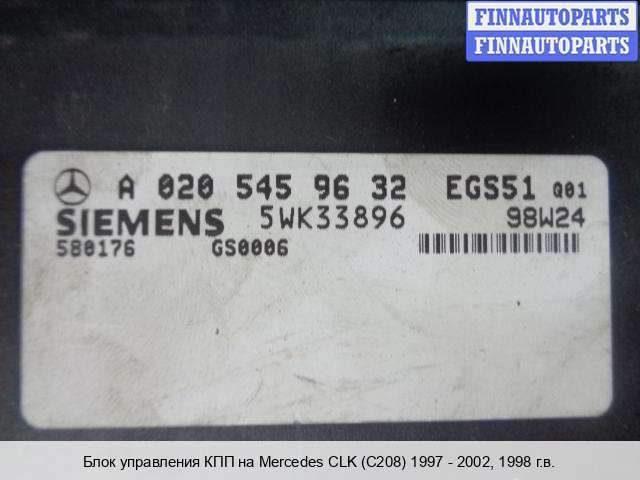 FINNAUTOPARTS
FINNAUTOPARTS
A 020 545 96 32 EGS51 Q01
SIEMENS 5WK33896 98W24
580176 GS0006
Блок управления КПП на Mercedes CLK (C208) 1997 - 2002, 1998 г.в.